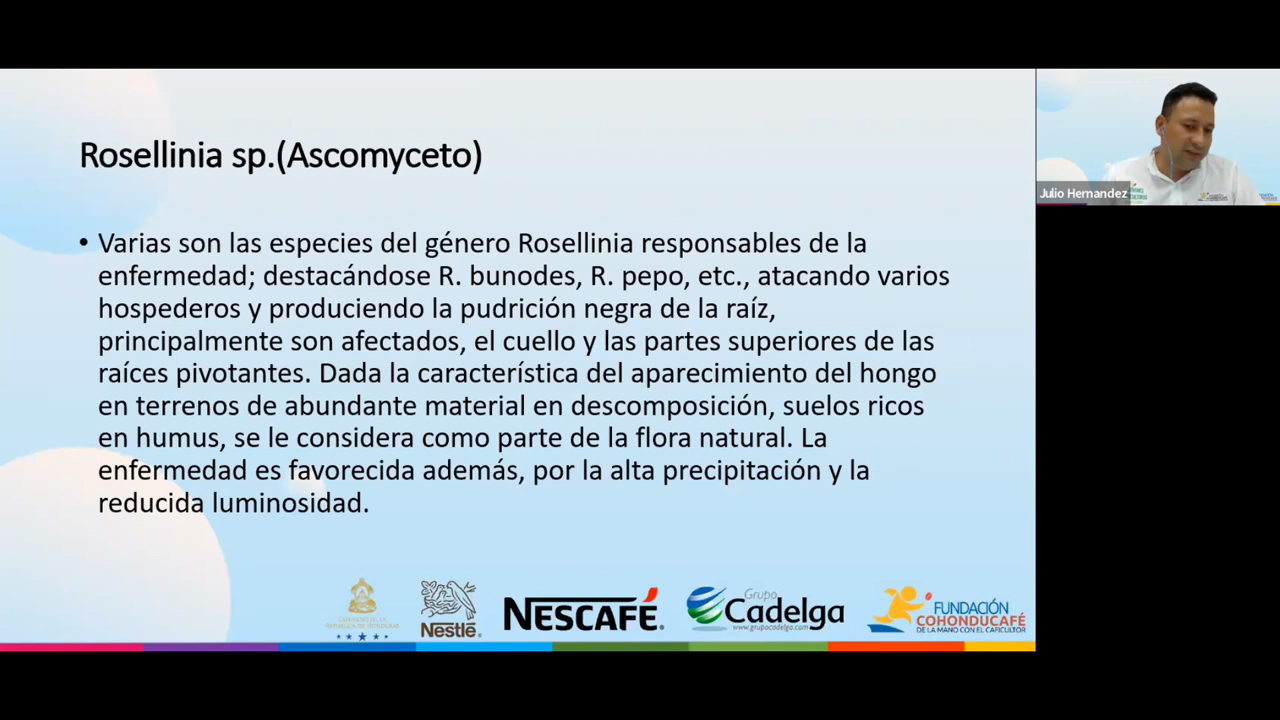 Rosellinia sp.(Ascomyceto)
• Varias son las especies del género Rosellinia responsables de la
enfermedad; destacándose R. bunodes, R. pepo, etc., atacando varios
hospederos y produciendo la pudrición negra de la raíz,
principalmente son afectados, el cuello y las partes superiores de las
raíces pivotantes. Dada la característica del aparecimiento del hongo
en terrenos de abundante material en descomposición, suelos ricos
en humus, se le considera como parte de la flora natural. La
enfermedad es favorecida además, por la alta precipitación y la
reducida luminosidad.
Julio Hernandez
Nestlé
NESCAFÉ
Grupo
Cadelga
www.grupocadelga.com
FUNDACIÓN
COHONDUCAFÉ
DE LA MANO CON EL CAFICULTOR